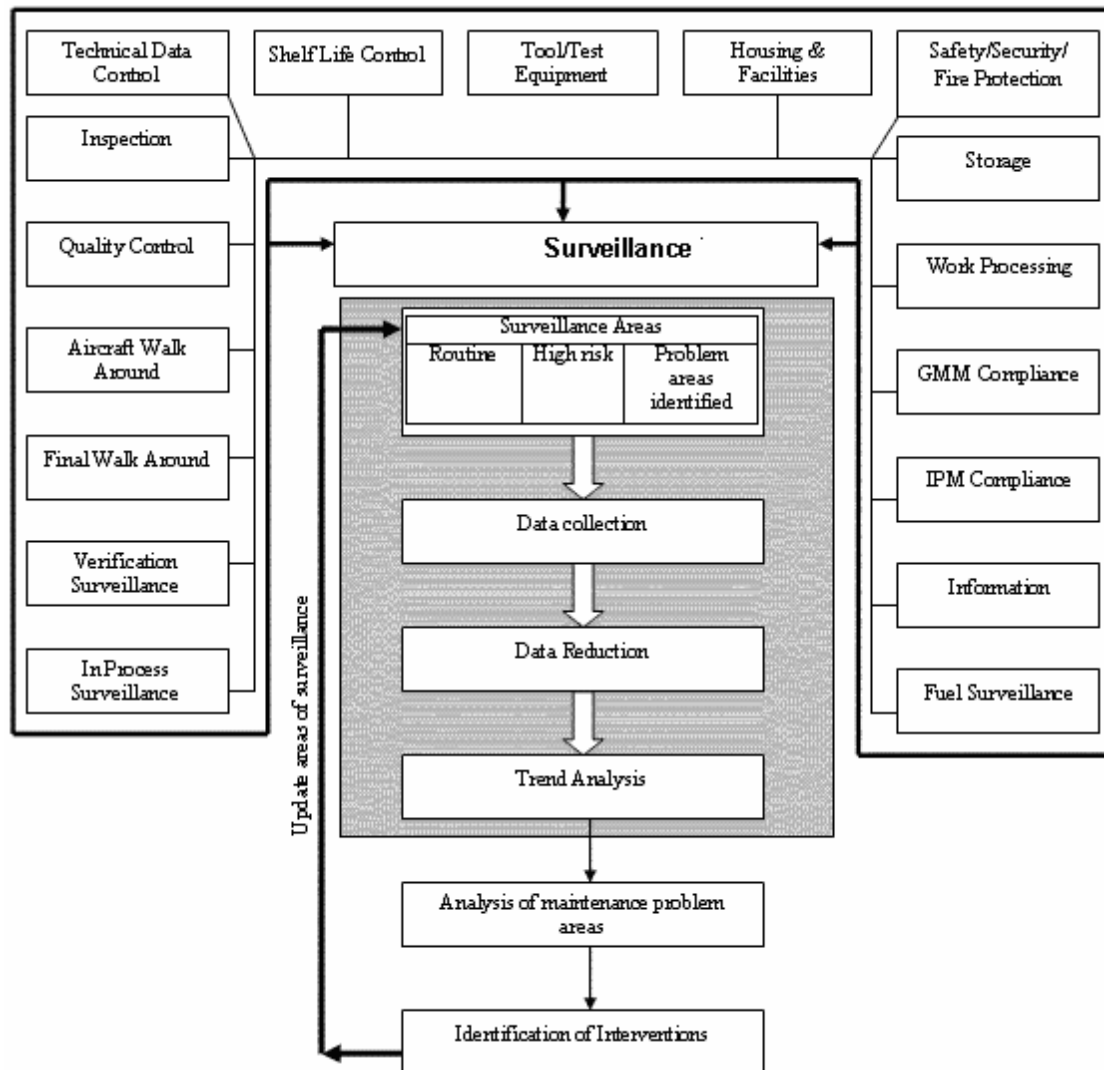 Technical Data
Control
Shelf Life Control
Tool/Test
Equipment
Housing &
Facilities
Safety/Security/
Fire Protection
Inspection
Storage
Quality Control
Surveillance
Work Processing
Surveillance Areas
Routine
High risk
Problem
areas
identified
Aircraft Walk
Around
GMM Compliance
Final Walk Around
IPM Compliance
Data collection
Verification
Surveillance
Information
Data Reduction
In Process
Surveillance
Fuel Surveillance
Update areas of surveillance
Trend Analysis
Analysis of maintenance problem
areas
Identification of Interventions